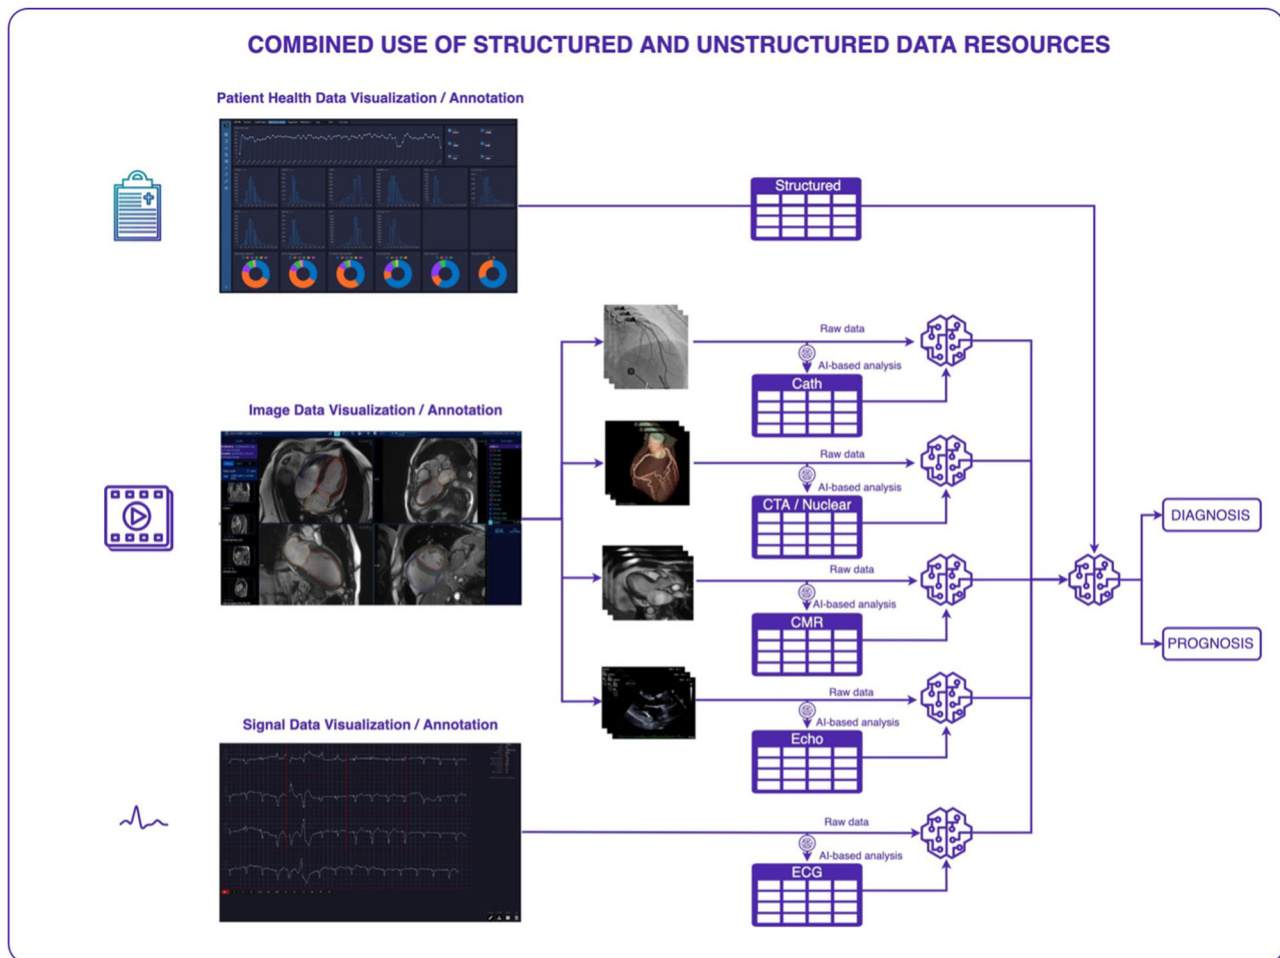 COMBINED USE OF STRUCTURED AND UNSTRUCTURED DATA RESOURCES
Patient Health Data Visualization / Annotation
Structured
Raw data
AI-based analysis
Cath
Image Data Visualization / Annotation
Raw data
AI-based analysis
CTA / Nuclear
DIAGNOSIS
Raw data
AI-based analysis
CMR
PROGNOSIS
Raw data
AI-based analysis
Signal Data Visualization / Annotation
Echo
Raw data
AI-based analysis
ECG